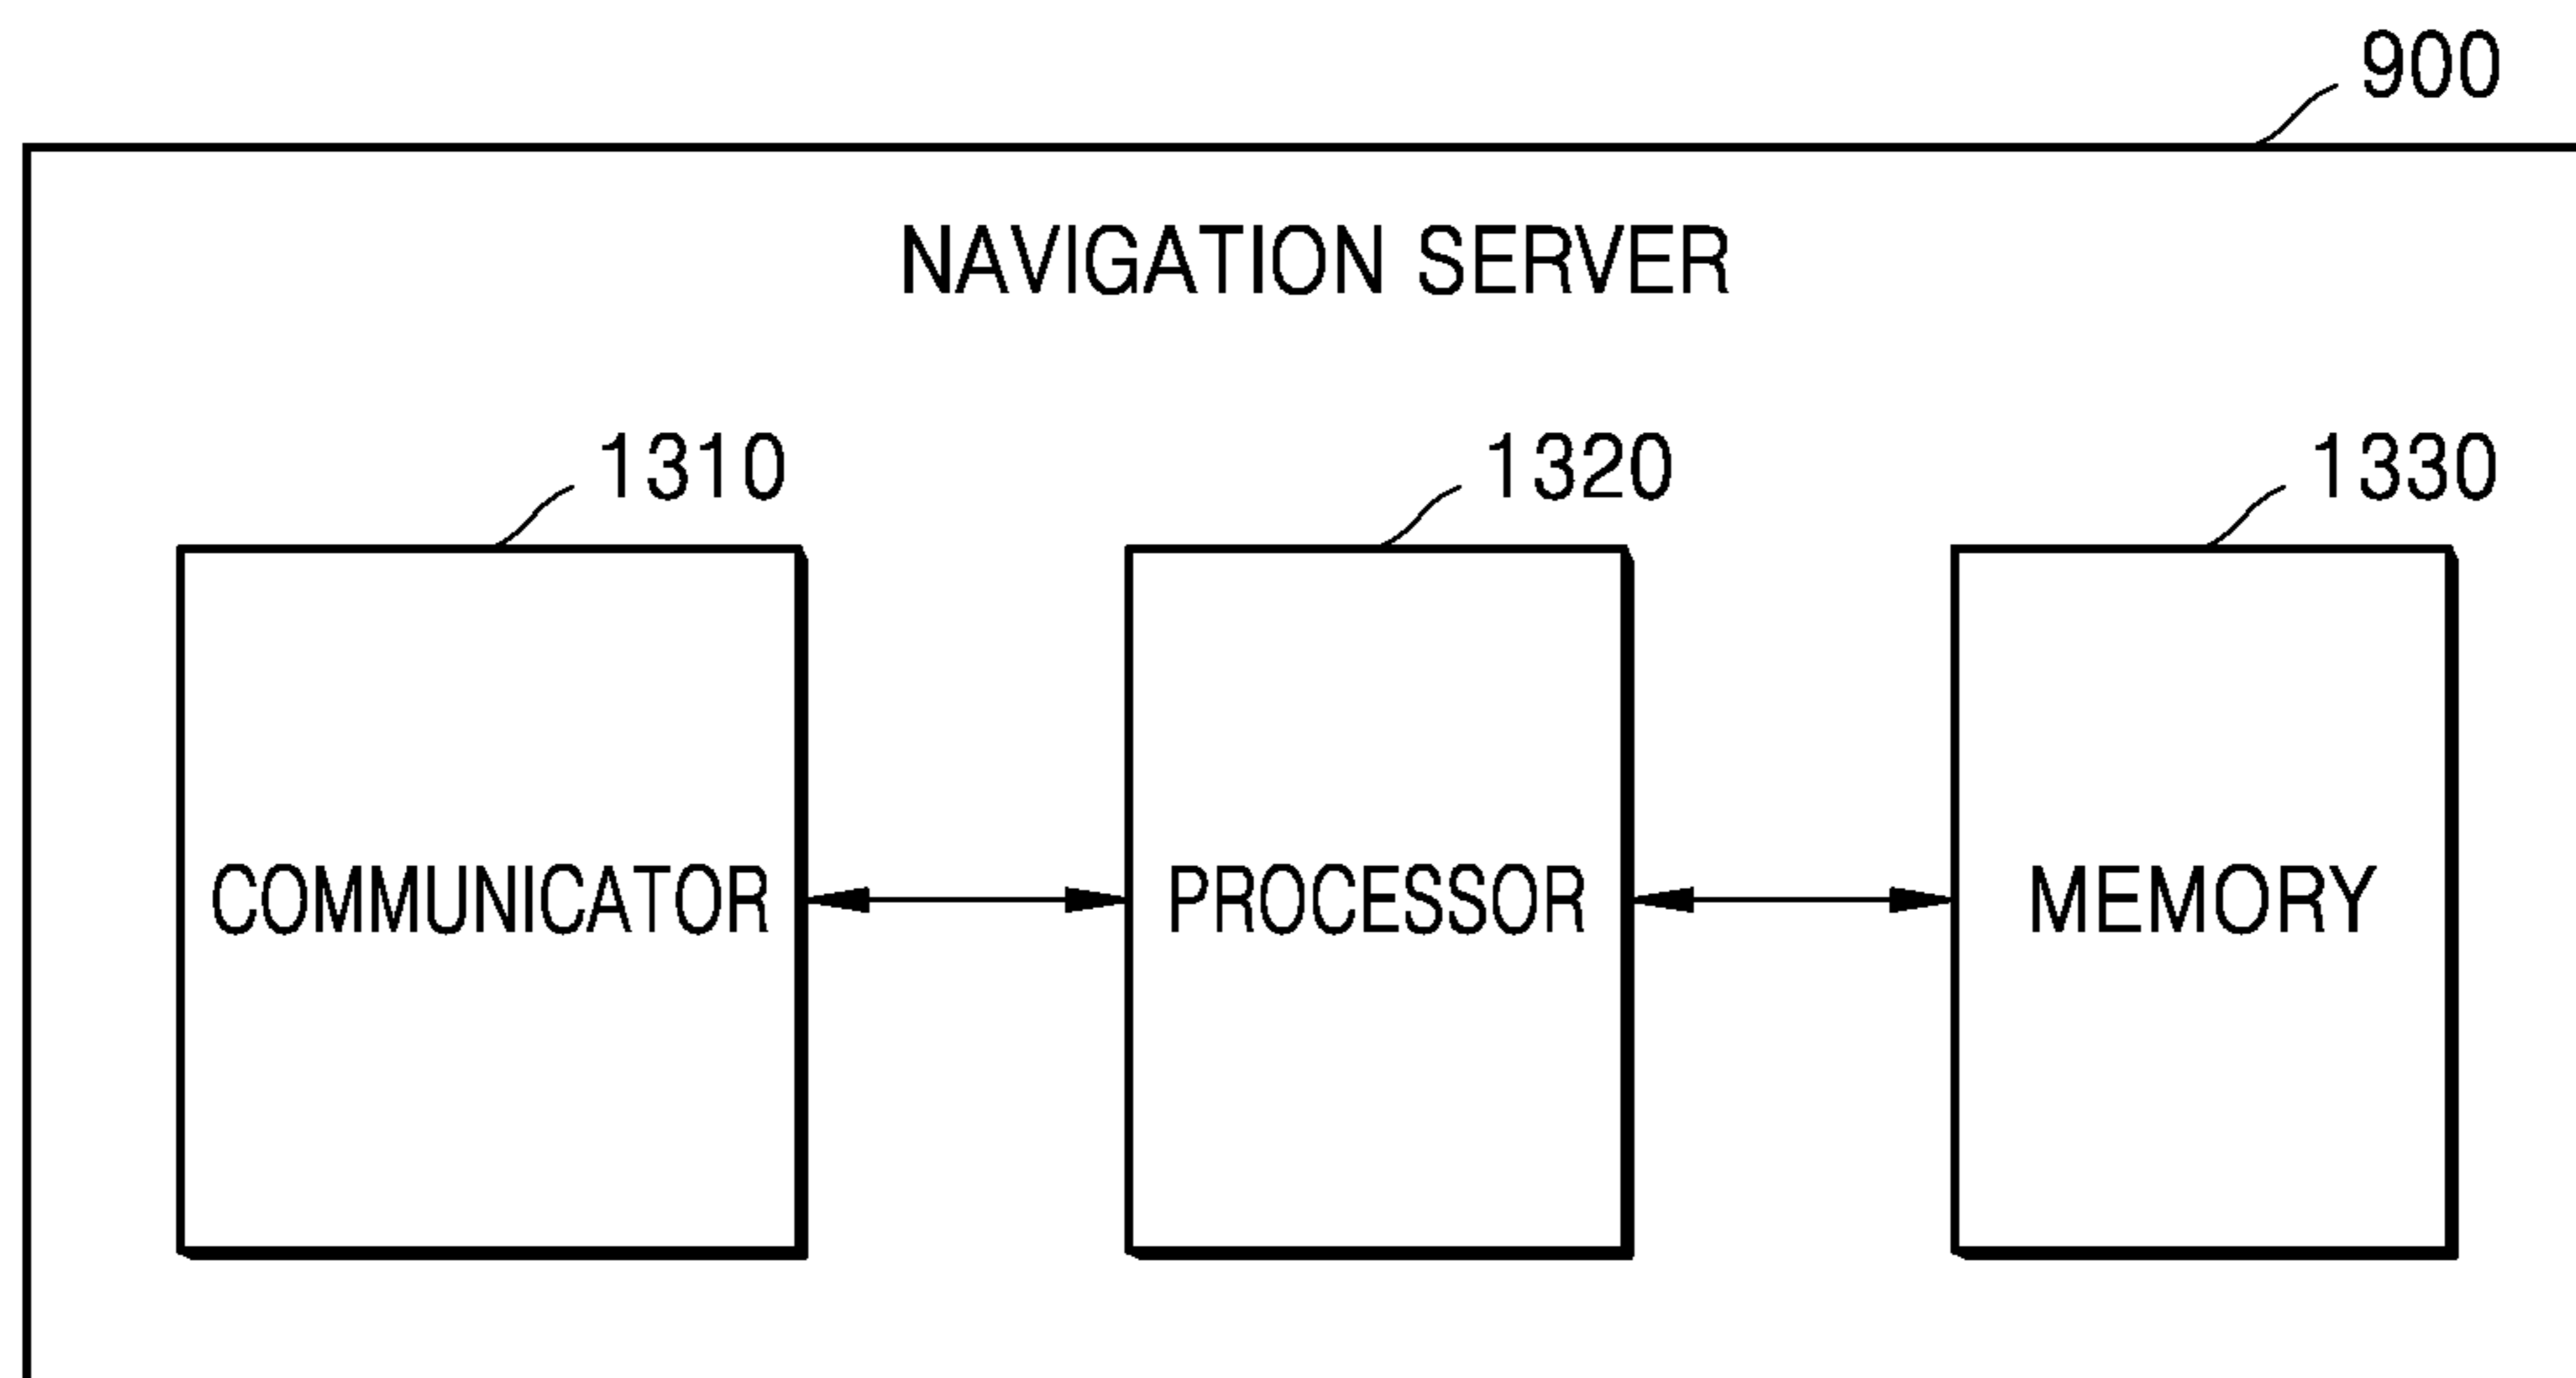 900
NAVIGATION SERVER
1310
1320
1330
COMMUNICATOR
PROCESSOR
MEMORY